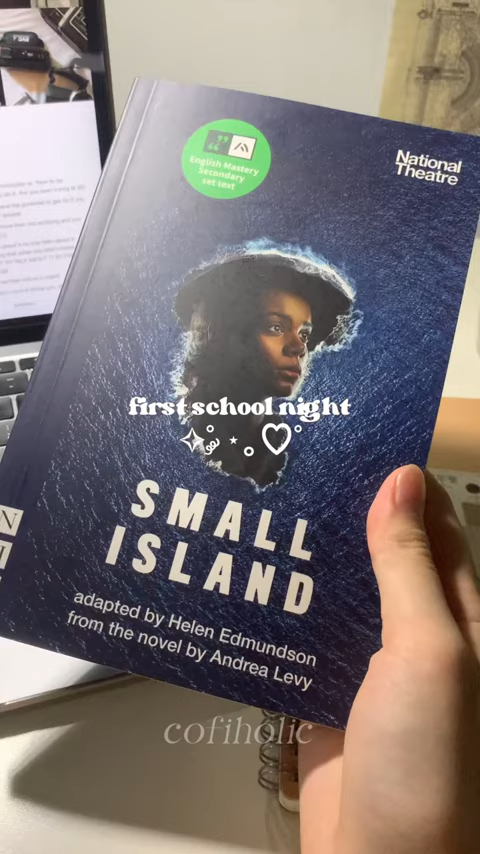 English Mastery
Secondary
set text
National
Theatre
first school night
SMALL
ISLAND
adapted by Helen Edmundson
from the novel by Andrea Levy
cofiholic